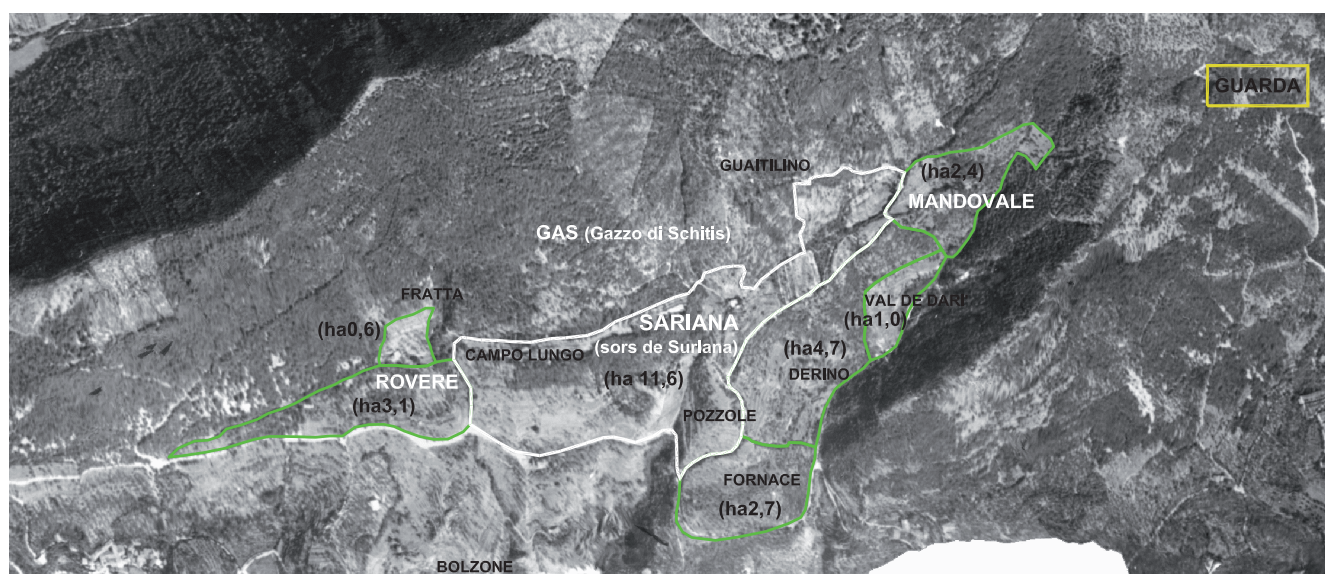 GUARDA
GUAITILINO
(ha2,4)
MANDOVALE
GAS (Gazzo di Schitis)
FRATTA
(ha0,6)
VAL DE DARI
(ha1,0)
SARIANA
(sors de Suriana)
(ha 11,6)
CAMPO LUNGO
(ha4,7)
DERINO
ROVERE
(ha3,1)
POZZOLE
FORNACE
(ha2,7)
BOLZONE